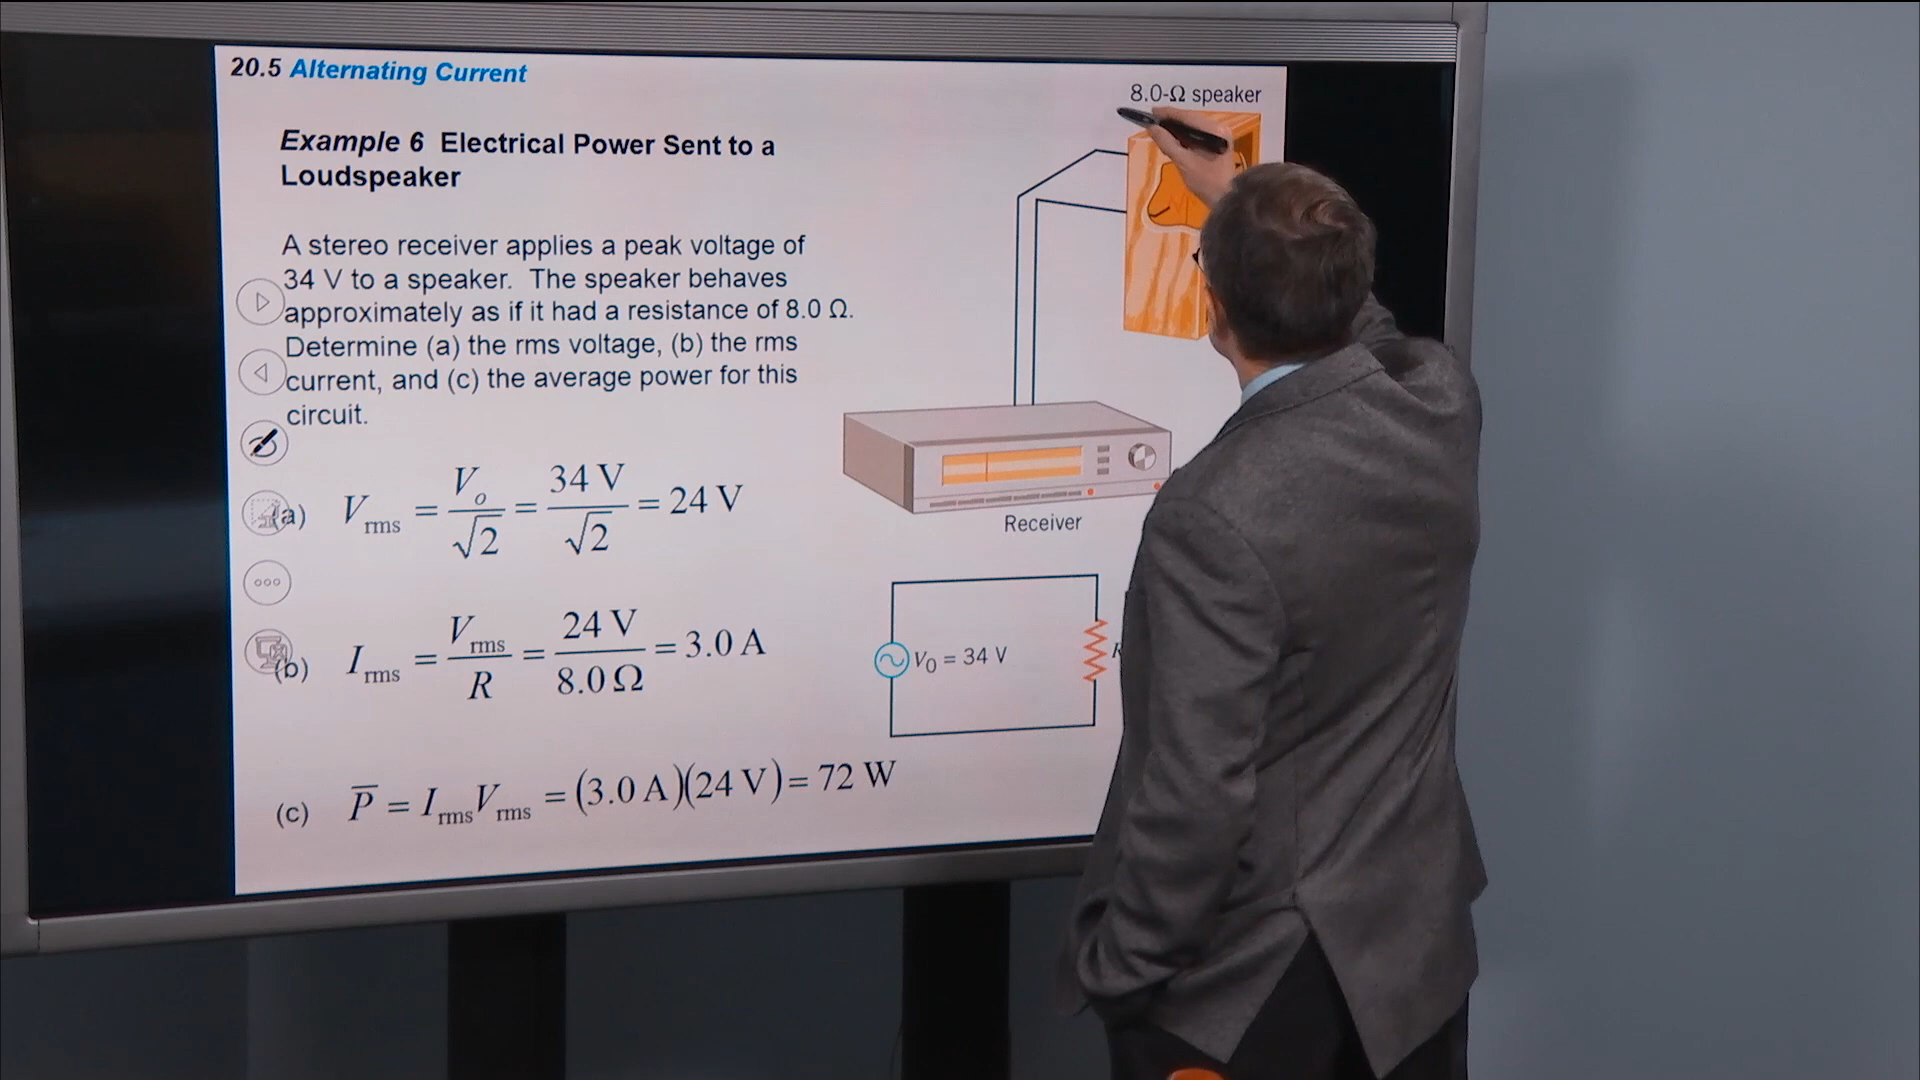 20.5 Alternating Current
8.0-Ω speaker
Example 6 Electrical Power Sent to a
Loudspeaker
A stereo receiver applies a peak voltage of
34 V to a speaker. The speaker behaves
approximately as if it had a resistance of 8.0 Ω.
Determine (a) the rms voltage, (b) the rms
current, and (c) the average power for this
circuit.
Receiver
(a) V_rms = V_o/√2 = 34 V/√2 = 24 V
(b) I_rms = V_rms/R = 24 V/8.0 Ω = 3.0 A
V₀ = 34 V
(c) P̅ = I_rms V_rms = (3.0 A)(24 V) = 72 W